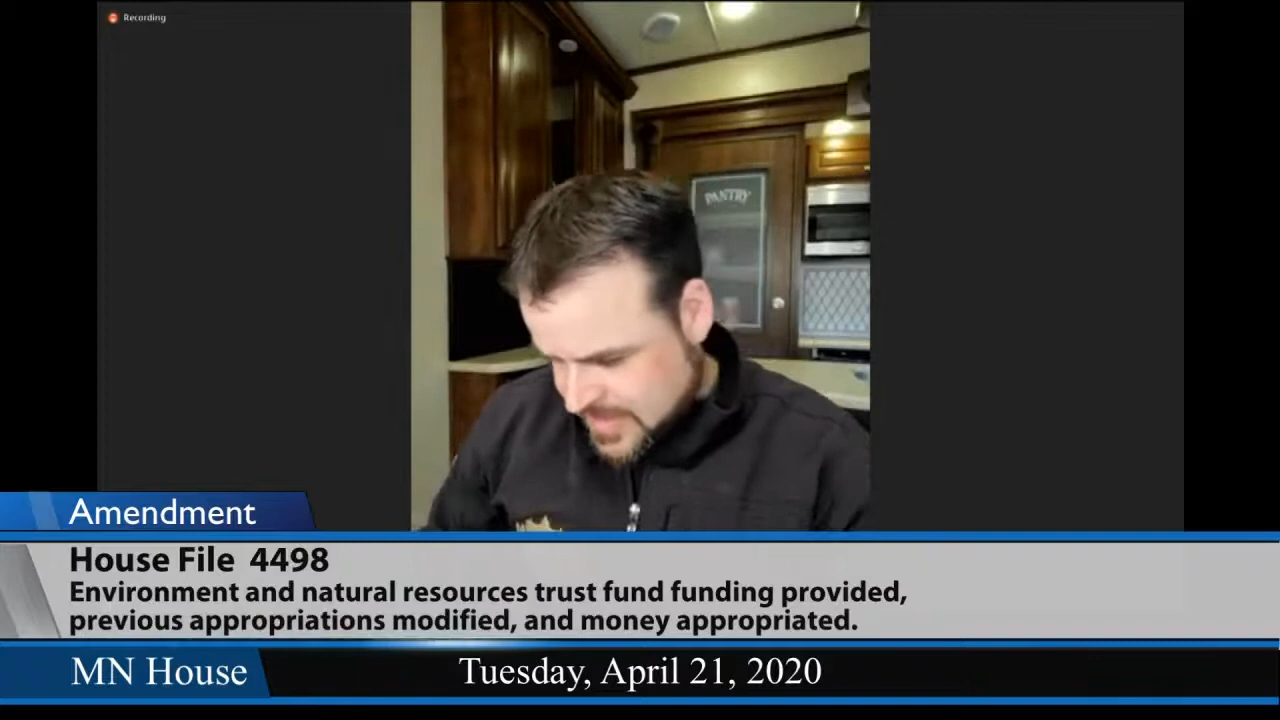 Recording
PANTRY
Amendment
House File 4498
Environment and natural resources trust fund funding provided,
previous appropriations modified, and money appropriated.
MN House
Tuesday, April 21, 2020